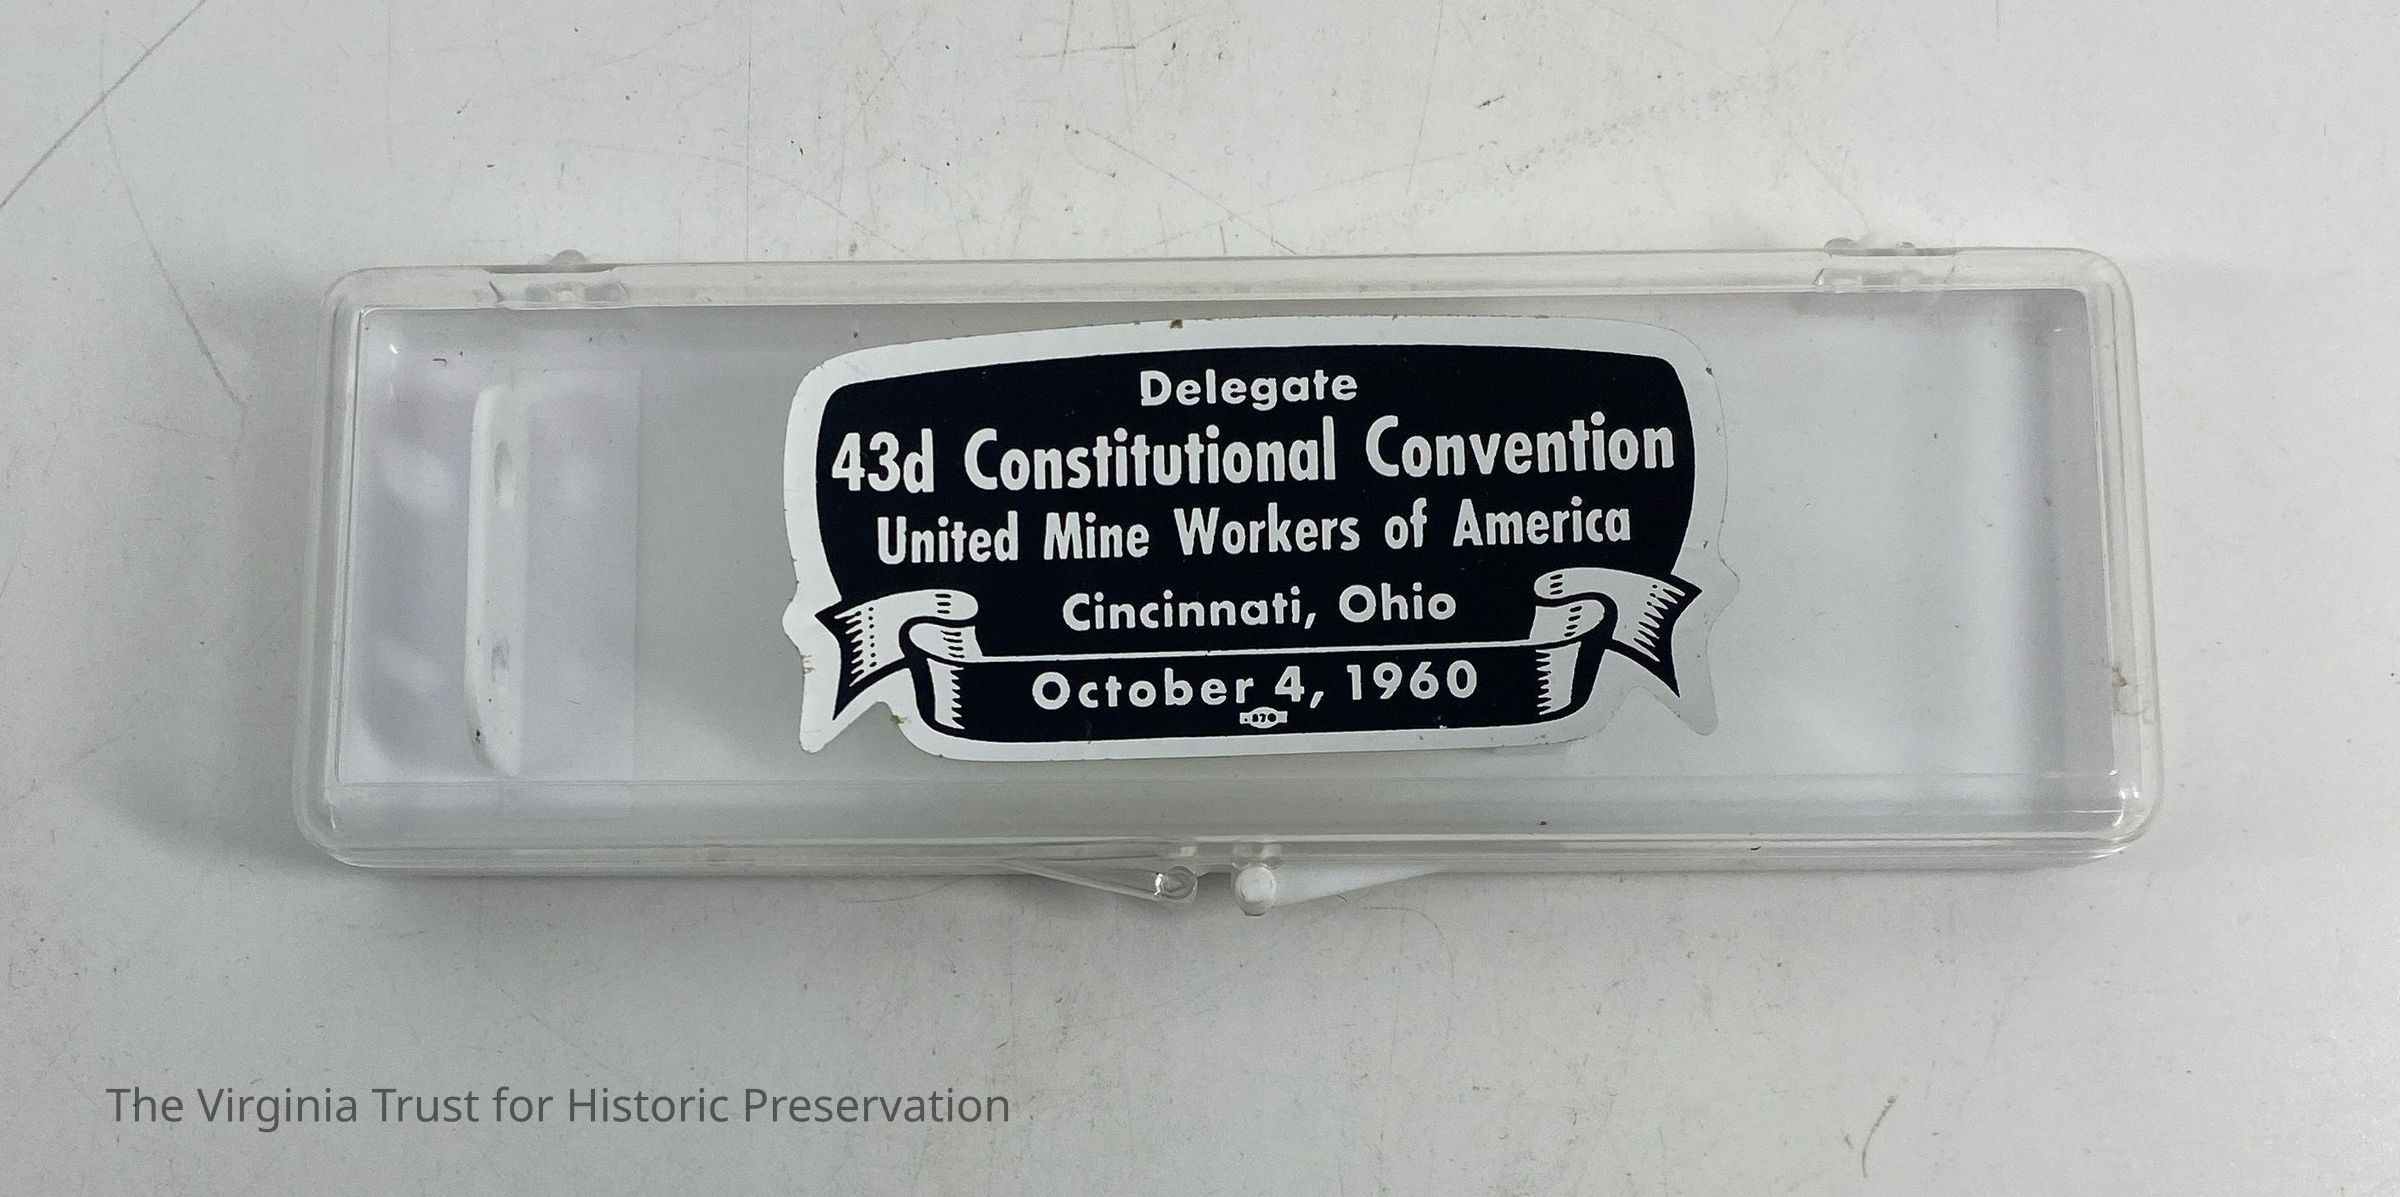 Delegate
43d Constitutional Convention
United Mine Workers of America
Cincinnati, Ohio
October 4, 1960
The Virginia Trust for Historic Preservation